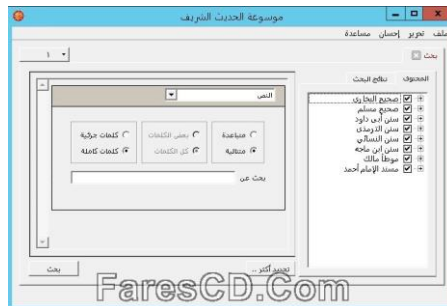 موسوعة الحديث الشريف
ملف تحرير إحسان مساعدة
بحث
المحتوى نتائج البحث
صحيح البخاري
صحيح مسلم
سنن أبي داود
سنن الترمذي
سنن النسائي
سنن ابن ماجه
موطأ مالك
مسند الإمام أحمد
١
النص
متباعدة
متتالية
بعض الكلمات
كل الكلمات
كلمات جزئية
كلمات كاملة
بحث عن
تحديد أكثر ..
بحث
FaresCD.Com